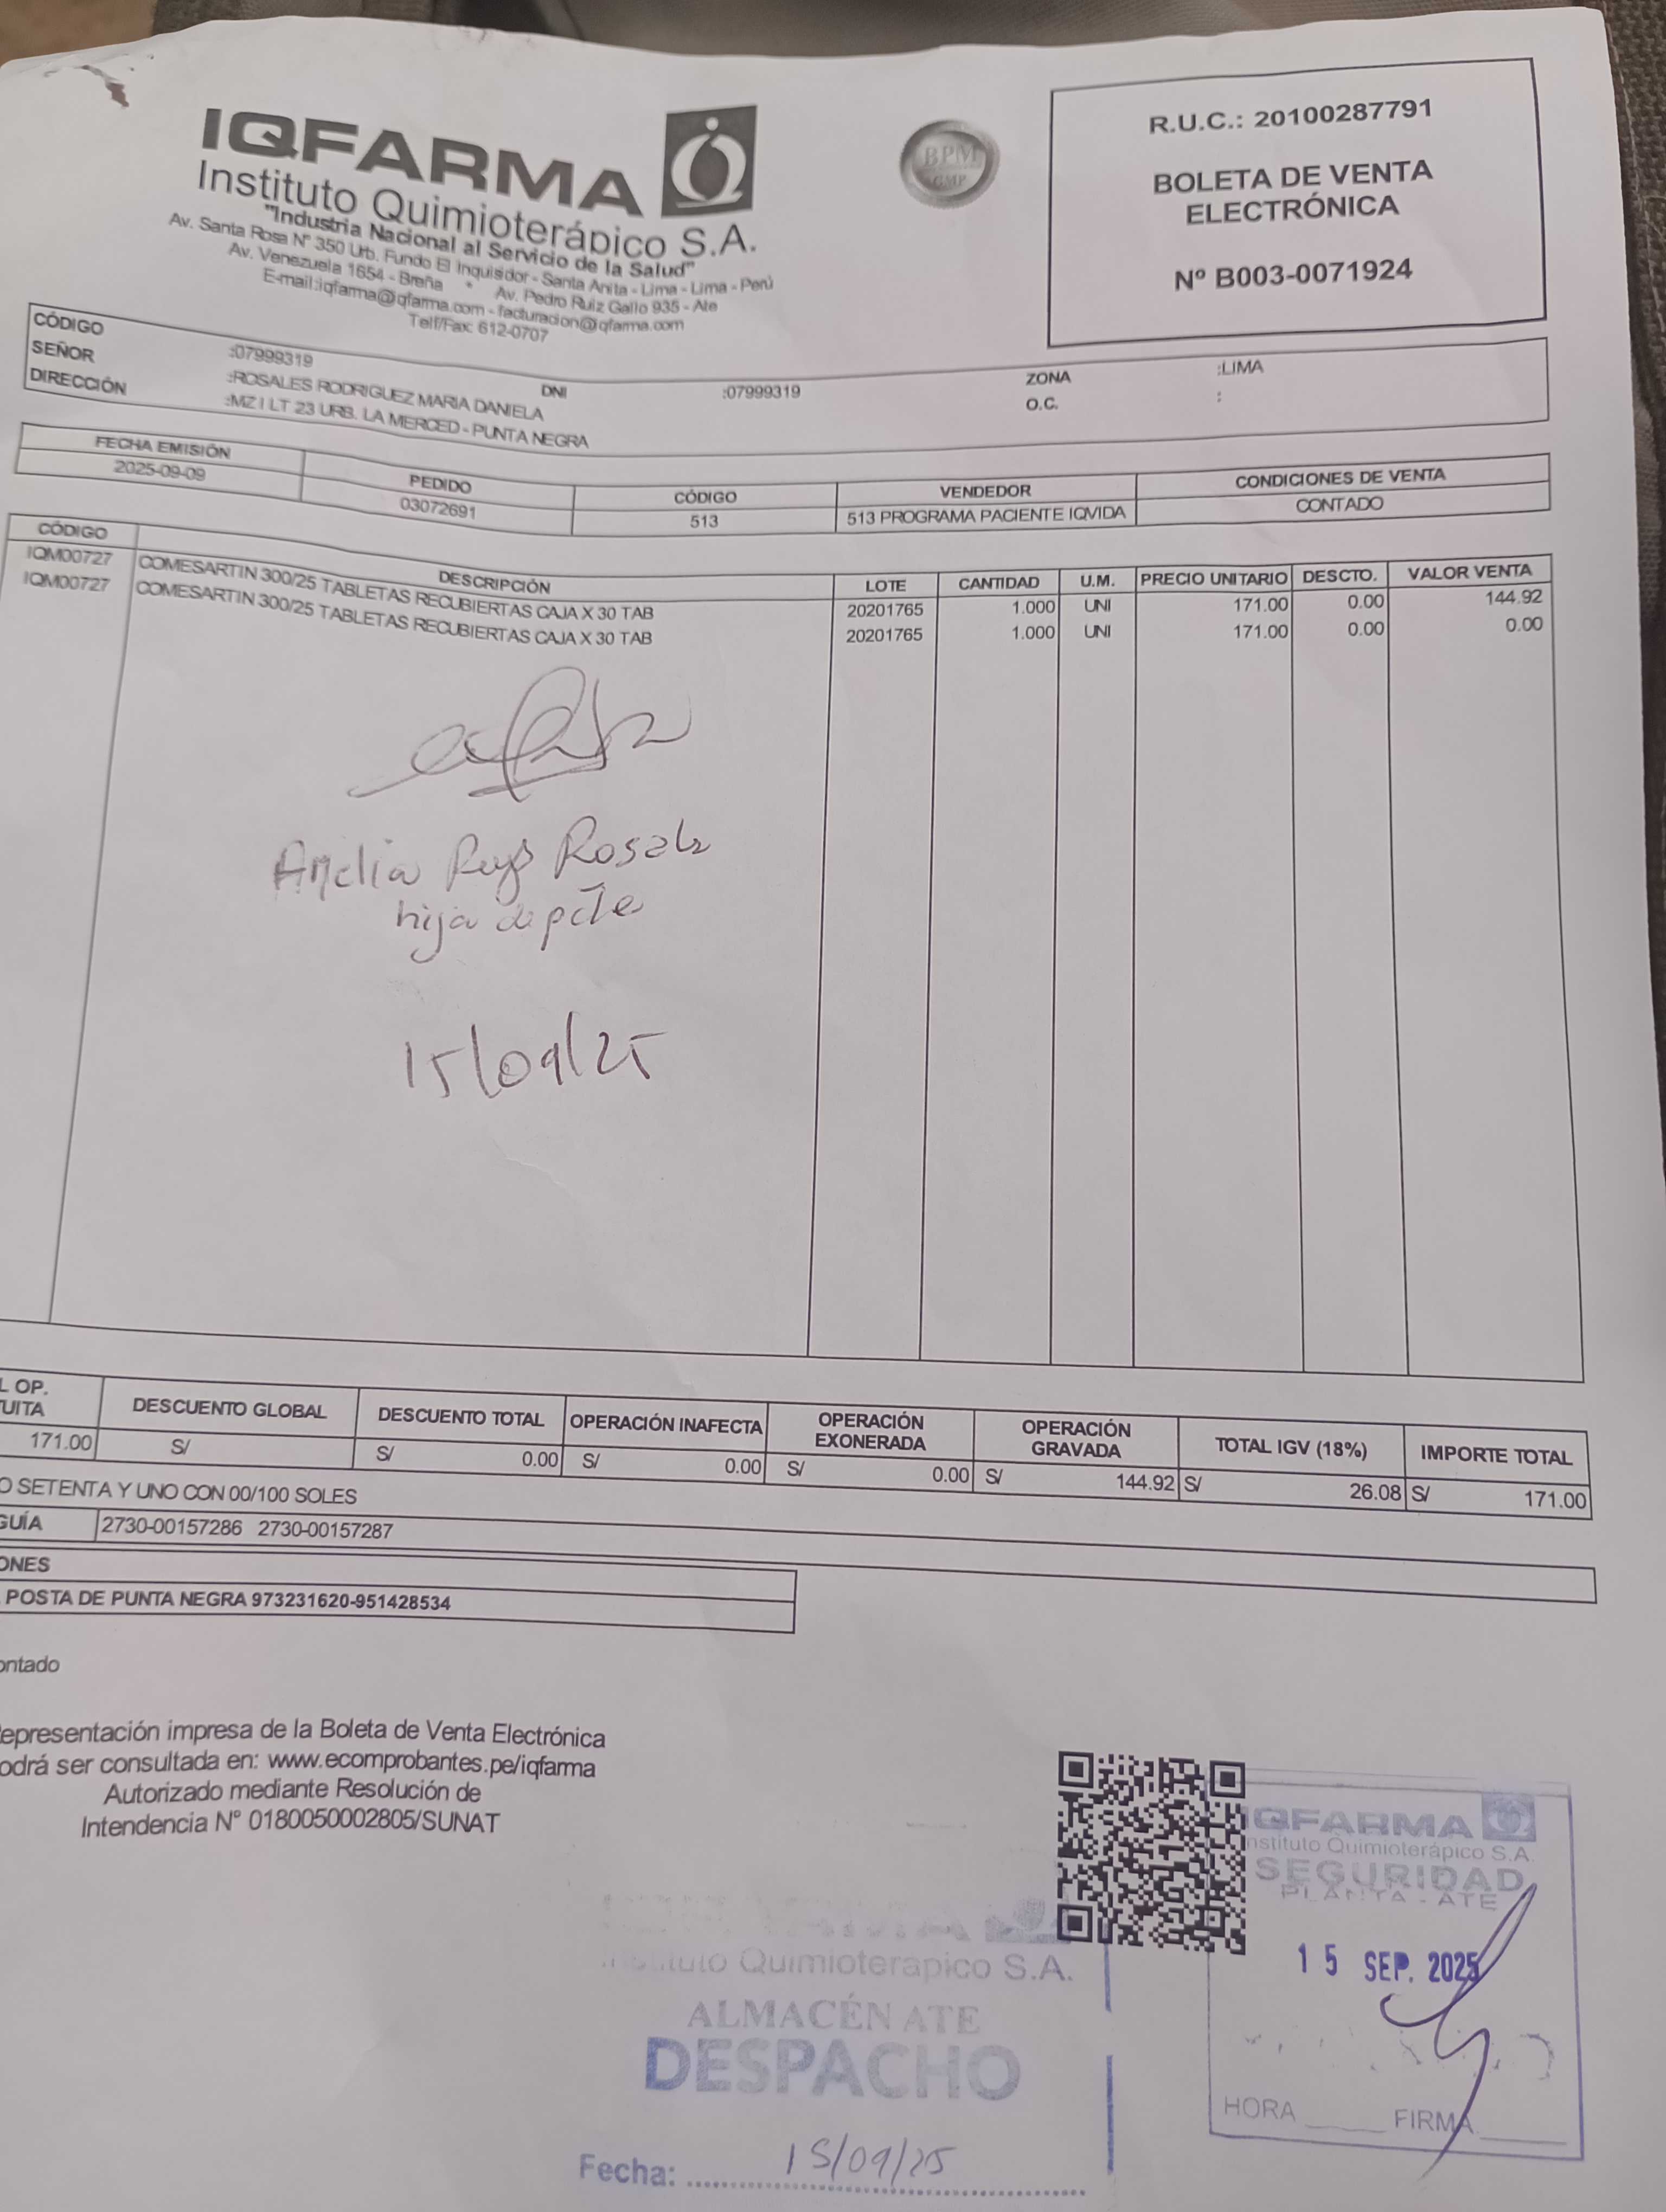 IQFARMA
Instituto Quimioterápico S.A.
"Industria Nacional al Servicio de la Salud"
Av. Santa Rosa N° 350 Urb. Fundo El Inquisidor - Santa Anita - Lima - Lima - Perú
Av. Venezuela 1654 - Breña * Av. Pedro Ruiz Gallo 935 - Ate
E-mail:iqfarma@iqfarma.com - facturacion@iqfarma.com
Telf/Fax: 612-0707
BPM
GMP
R.U.C.: 20100287791
BOLETA DE VENTA
ELECTRÓNICA
Nº B003-0071924
CÓDIGO :07999319
SEÑOR :ROSALES RODRIGUEZ MARIA DANIELA DNI :07999319 ZONA :LIMA
DIRECCIÓN :MZ I LT 23 URB. LA MERCED - PUNTA NEGRA O.C. :
FECHA EMISIÓN PEDIDO CÓDIGO VENDEDOR CONDICIONES DE VENTA
2025-09-09 03072691 513 513 PROGRAMA PACIENTE IQVIDA CONTADO
CÓDIGO DESCRIPCIÓN LOTE CANTIDAD U.M. PRECIO UNITARIO DESCTO. VALOR VENTA
IQM00727 COMESARTIN 300/25 TABLETAS RECUBIERTAS CAJA X 30 TAB 20201765 1.000 UNI 171.00 0.00 144.92
IQM00727 COMESARTIN 300/25 TABLETAS RECUBIERTAS CAJA X 30 TAB 20201765 1.000 UNI 171.00 0.00 0.00
Amelia Rosales
hija de pcte
15/09/25
L OP.
UITA DESCUENTO GLOBAL DESCUENTO TOTAL OPERACIÓN INAFECTA OPERACIÓN EXONERADA OPERACIÓN GRAVADA TOTAL IGV (18%) IMPORTE TOTAL
171.00 S/ S/ 0.00 S/ 0.00 S/ 0.00 S/ 144.92 S/ 26.08 S/ 171.00
O SETENTA Y UNO CON 00/100 SOLES
GUÍA 2730-00157286 2730-00157287
ONES
POSTA DE PUNTA NEGRA 973231620-951428534
ontado
epresentación impresa de la Boleta de Venta Electrónica
odrá ser consultada en: www.ecomprobantes.pe/iqfarma
Autorizado mediante Resolución de
Intendencia N° 0180050002805/SUNAT
IQFARMA
Instituto Quimioterápico S.A.
SEGURIDAD
PLANTA - ATE
15 SEP. 2025
HORA FIRMA
Instituto Quimioterapico S.A.
ALMACÉN ATE
DESPACHO
Fecha: 15/09/25